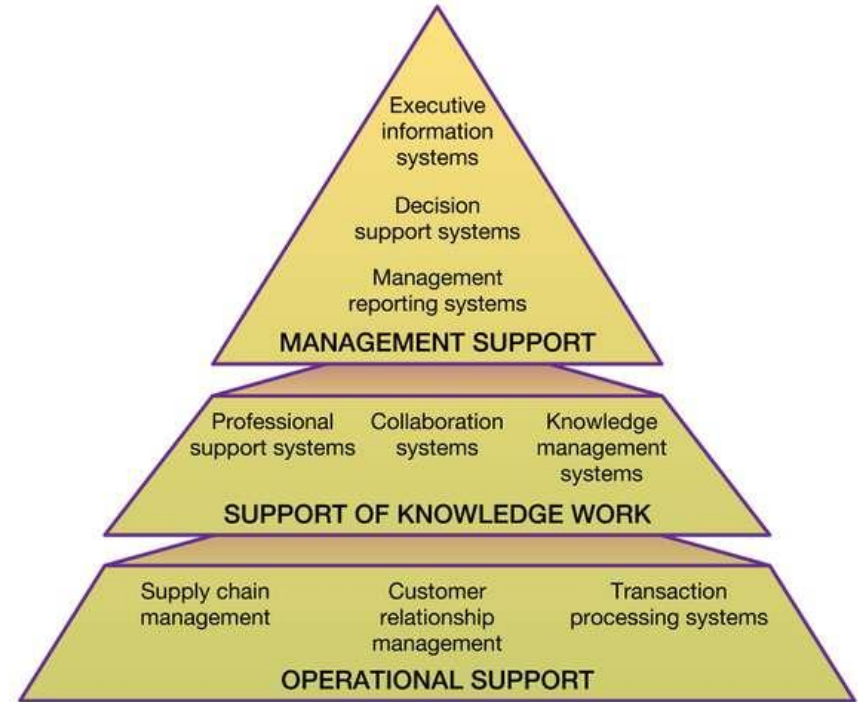 Executive
information
systems
Decision
support systems
Management
reporting systems
MANAGEMENT SUPPORT
Professional
support systems
Collaboration
systems
Knowledge
management
systems
SUPPORT OF KNOWLEDGE WORK
Supply chain
management
Customer
relationship
management
Transaction
processing systems
OPERATIONAL SUPPORT